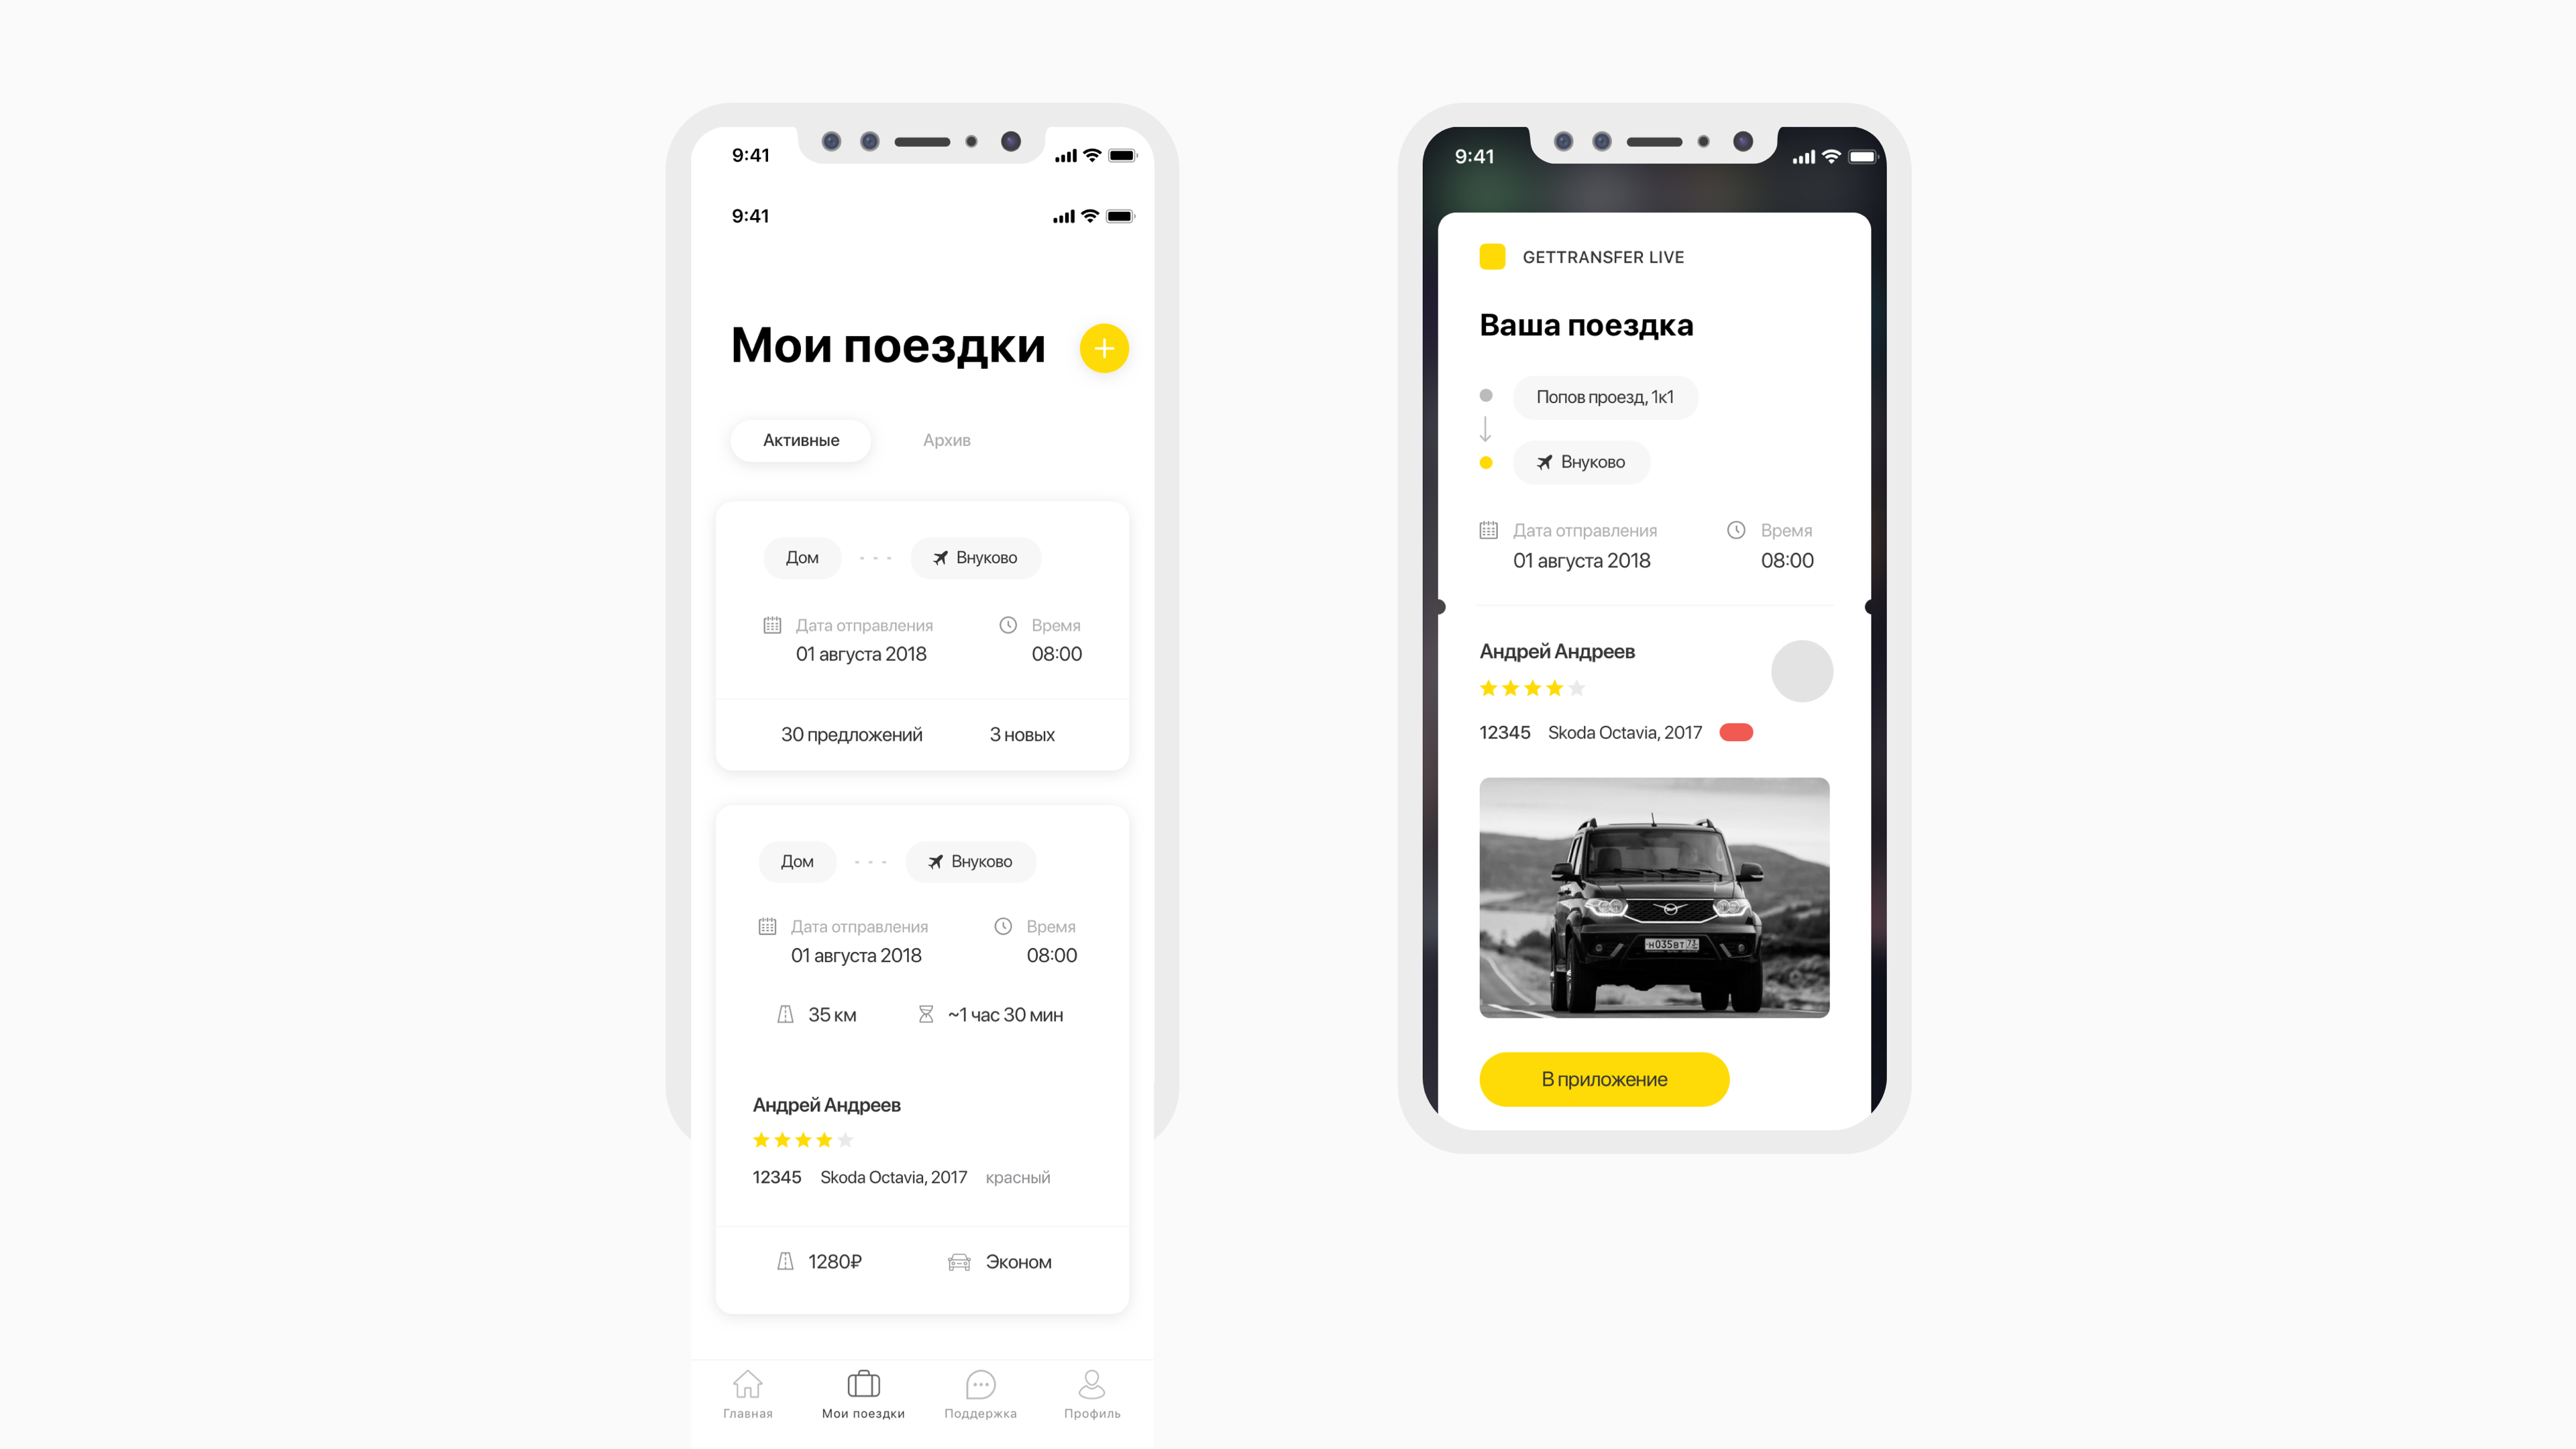 9:41
9:41
Мои поездки
Активные
Архив
Дом
Внуково
Дата отправления
Время
01 августа 2018
08:00
30 предложений
3 новых
Дом
Внуково
Дата отправления
Время
01 августа 2018
08:00
35 км
~1 час 30 мин
Андрей Андреев
12345 Skoda Octavia, 2017 красный
1280₽
Эконом
Главная
Мои поездки
Поддержка
Профиль
9:41
GETTRANSFER LIVE
Ваша поездка
Попов проезд, 1к1
Внуково
Дата отправления
Время
01 августа 2018
08:00
Андрей Андреев
12345 Skoda Octavia, 2017
Н035ВТ 73
В приложение